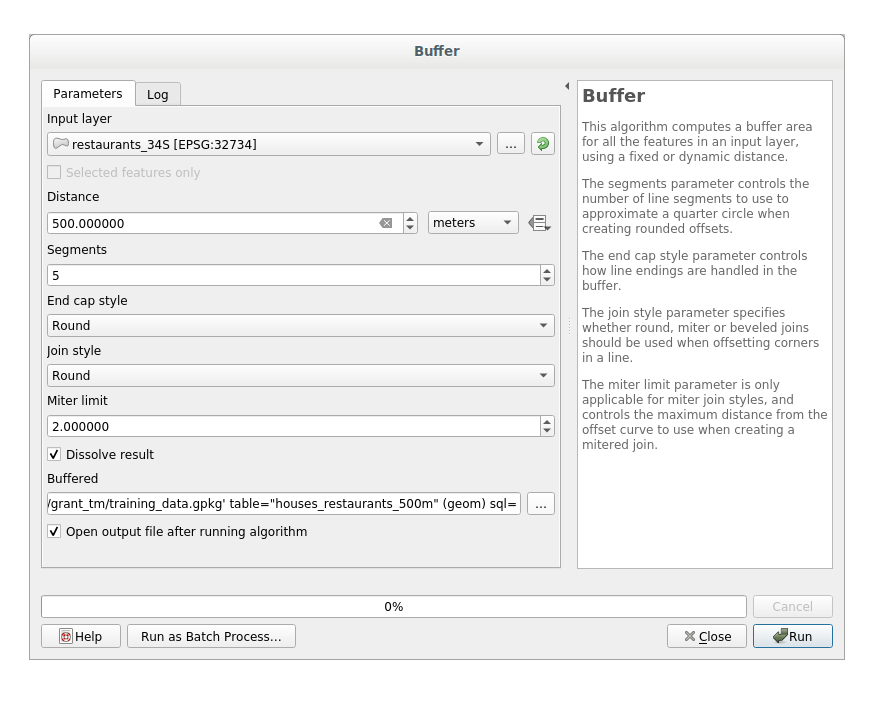 Buffer
Parameters
Log
Input layer
restaurants_34S [EPSG:32734]
...
Selected features only
Distance
500.000000
meters
Segments
5
End cap style
Round
Join style
Round
Miter limit
2.000000
Dissolve result
Buffered
/grant_tm/training_data.gpkg' table="houses_restaurants_500m" (geom) sql=
...
Open output file after running algorithm
Buffer
This algorithm computes a buffer area
for all the features in an input layer,
using a fixed or dynamic distance.
The segments parameter controls the
number of line segments to use to
approximate a quarter circle when
creating rounded offsets.
The end cap style parameter controls
how line endings are handled in the
buffer.
The join style parameter specifies
whether round, miter or beveled joins
should be used when offsetting corners
in a line.
The miter limit parameter is only
applicable for miter join styles, and
controls the maximum distance from the
offset curve to use when creating a
mitered join.
0%
Cancel
Help
Run as Batch Process...
Close
Run